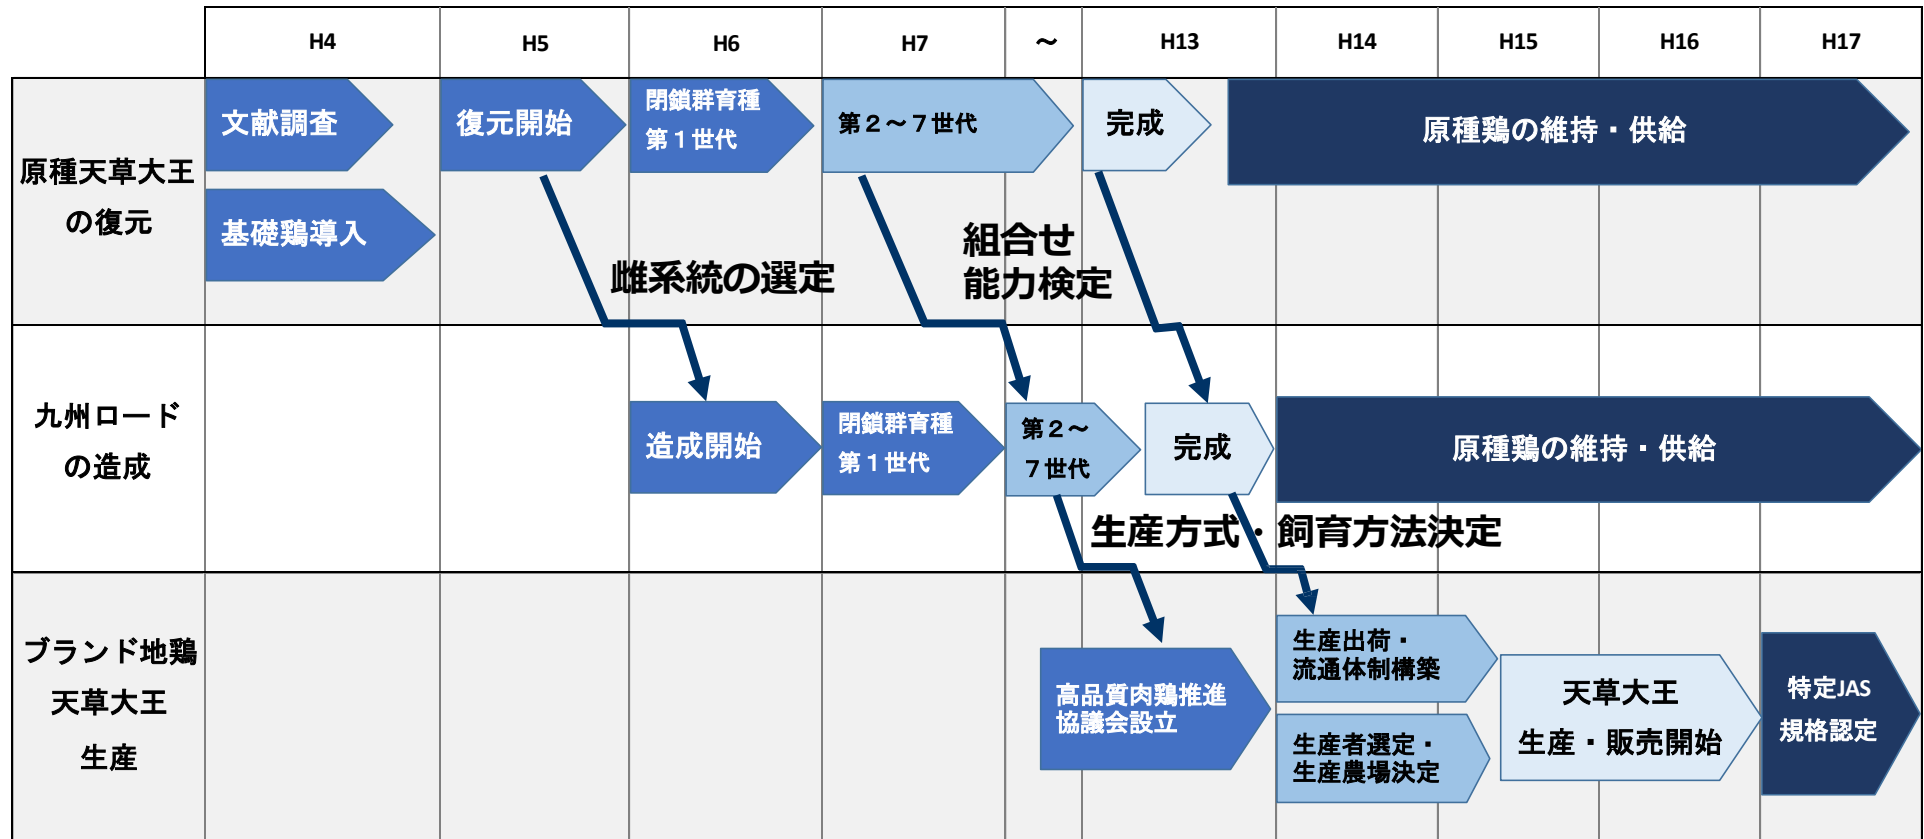 H4
H5
H6
H7
～
H13
H14
H15
H16
H17
原種天草大王
の復元
文献調査
基礎鶏導入
復元開始
閉鎖群育種
第１世代
第２～７世代
完成
原種鶏の維持・供給
雌系統の選定
組合せ
能力検定
九州ロード
の造成
造成開始
閉鎖群育種
第１世代
第２～
７世代
完成
原種鶏の維持・供給
生産方式・飼育方法決定
ブランド地鶏
天草大王
生産
高品質肉鶏推進
協議会設立
生産出荷・
流通体制構築
生産者選定・
生産農場決定
天草大王
生産・販売開始
特定JAS
規格認定